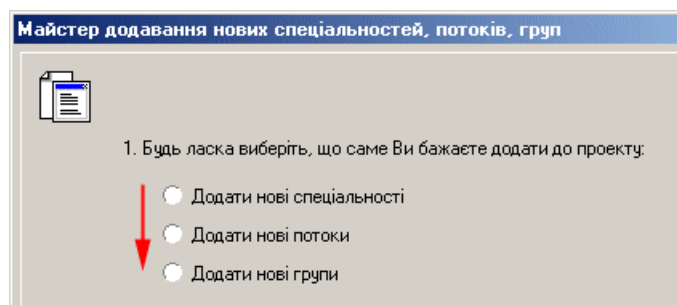 Майстер додавання нових спеціальностей, потоків, груп
1. Будь ласка виберіть, що саме Ви бажаєте додати до проекту:
Додати нові спеціальності
Додати нові потоки
Додати нові групи